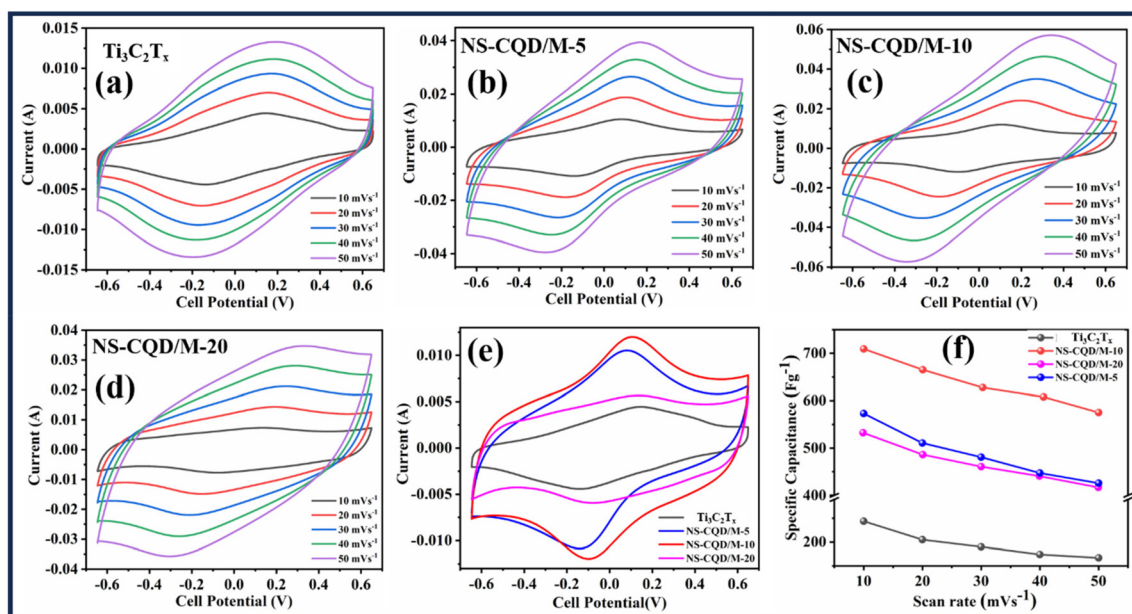 Ti₃C₂Tₓ
(a)
Current (A)
0.015
0.010
0.005
0.000
-0.005
-0.010
-0.015
10 mVs⁻¹
20 mVs⁻¹
30 mVs⁻¹
40 mVs⁻¹
50 mVs⁻¹
-0.6 -0.4 -0.2 0.0 0.2 0.4 0.6
Cell Potential (V)
NS-CQD/M-5
(b)
Current (A)
0.04
0.02
0.00
-0.02
-0.04
10 mVs⁻¹
20 mVs⁻¹
30 mVs⁻¹
40 mVs⁻¹
50 mVs⁻¹
-0.6 -0.4 -0.2 0.0 0.2 0.4 0.6
Cell Potential (V)
NS-CQD/M-10
(c)
Current (A)
0.06
0.04
0.02
0.00
-0.02
-0.04
-0.06
10 mVs⁻¹
20 mVs⁻¹
30 mVs⁻¹
40 mVs⁻¹
50 mVs⁻¹
-0.6 -0.4 -0.2 0.0 0.2 0.4 0.6
Cell Potential (V)
NS-CQD/M-20
(d)
Current (A)
0.04
0.03
0.02
0.01
0.00
-0.01
-0.02
-0.03
-0.04
10 mVs⁻¹
20 mVs⁻¹
30 mVs⁻¹
40 mVs⁻¹
50 mVs⁻¹
-0.6 -0.4 -0.2 0.0 0.2 0.4 0.6
Cell Potential (V)
(e)
Current (A)
0.010
0.005
0.000
-0.005
-0.010
Ti₃C₂Tₓ
NS-CQD/M-5
NS-CQD/M-10
NS-CQD/M-20
-0.6 -0.4 -0.2 0.0 0.2 0.4 0.6
Cell Potential(V)
(f)
Specific Capacitance (Fg⁻¹)
700
600
500
400
200
Ti₃C₂Tₓ
NS-CQD/M-10
NS-CQD/M-20
NS-CQD/M-5
10 20 30 40 50
Scan rate (mVs⁻¹)